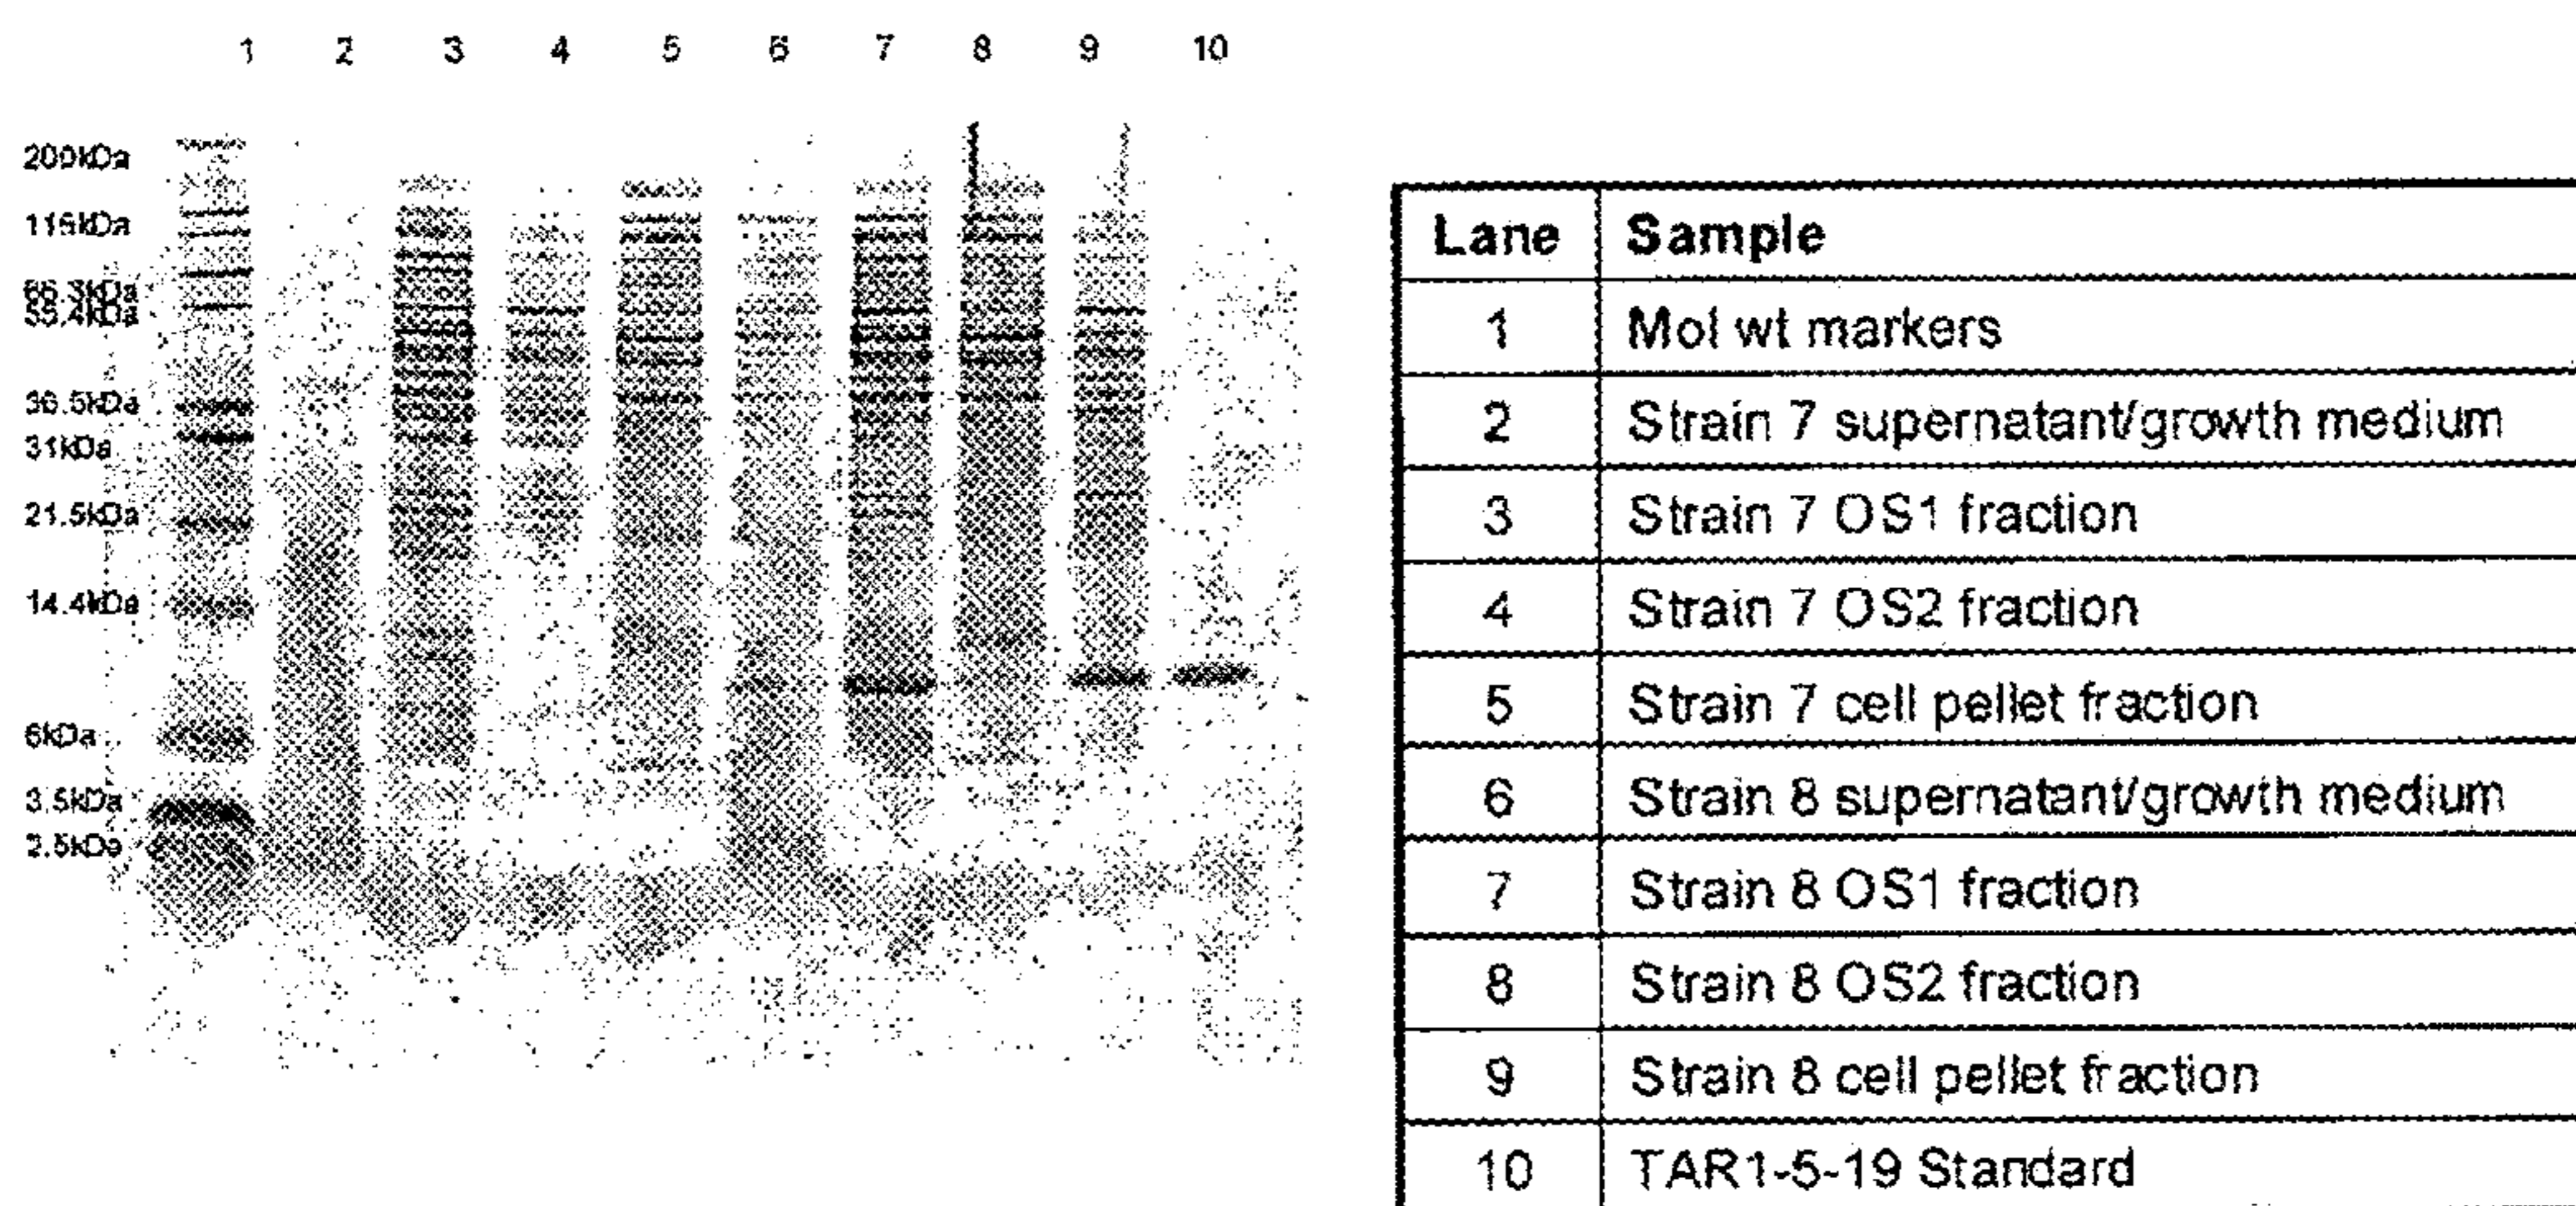 1 2 3 4 5 6 7 8 9 10
200kDa
116kDa
66.3kDa
55.4kDa
36.5kDa
31kDa
21.5kDa
14.4kDa
6kDa
3.5kDa
2.5kDa
Lane Sample
1 Mol wt markers
2 Strain 7 supernatant/growth medium
3 Strain 7 OS1 fraction
4 Strain 7 OS2 fraction
5 Strain 7 cell pellet fraction
6 Strain 8 supernatant/growth medium
7 Strain 8 OS1 fraction
8 Strain 8 OS2 fraction
9 Strain 8 cell pellet fraction
10 TAR1-5-19 Standard